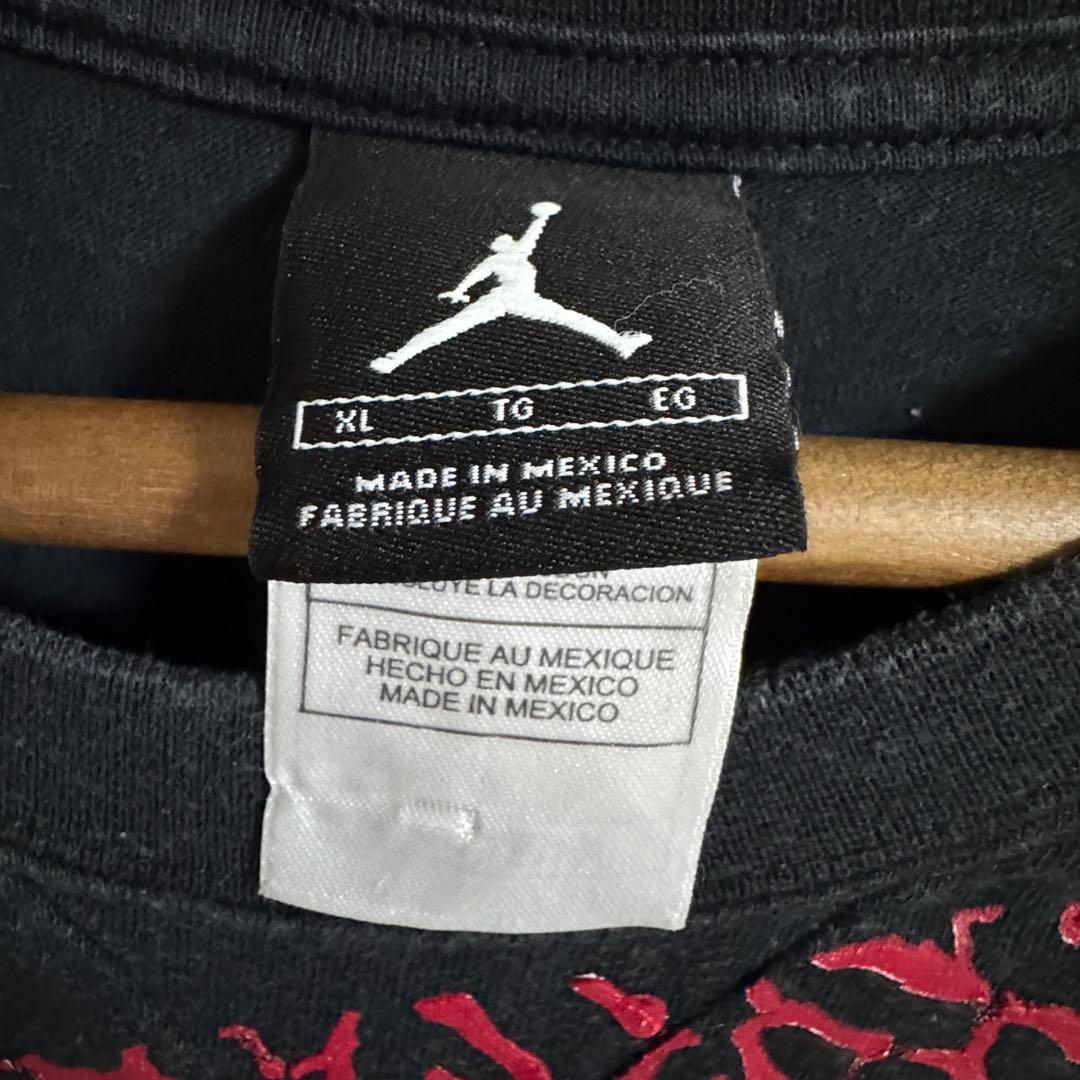 XL TG EG
MADE IN MEXICO
FABRIQUE AU MEXIQUE
LA DECORACION
FABRIQUE AU MEXIQUE
HECHO EN MEXICO
MADE IN MEXICO